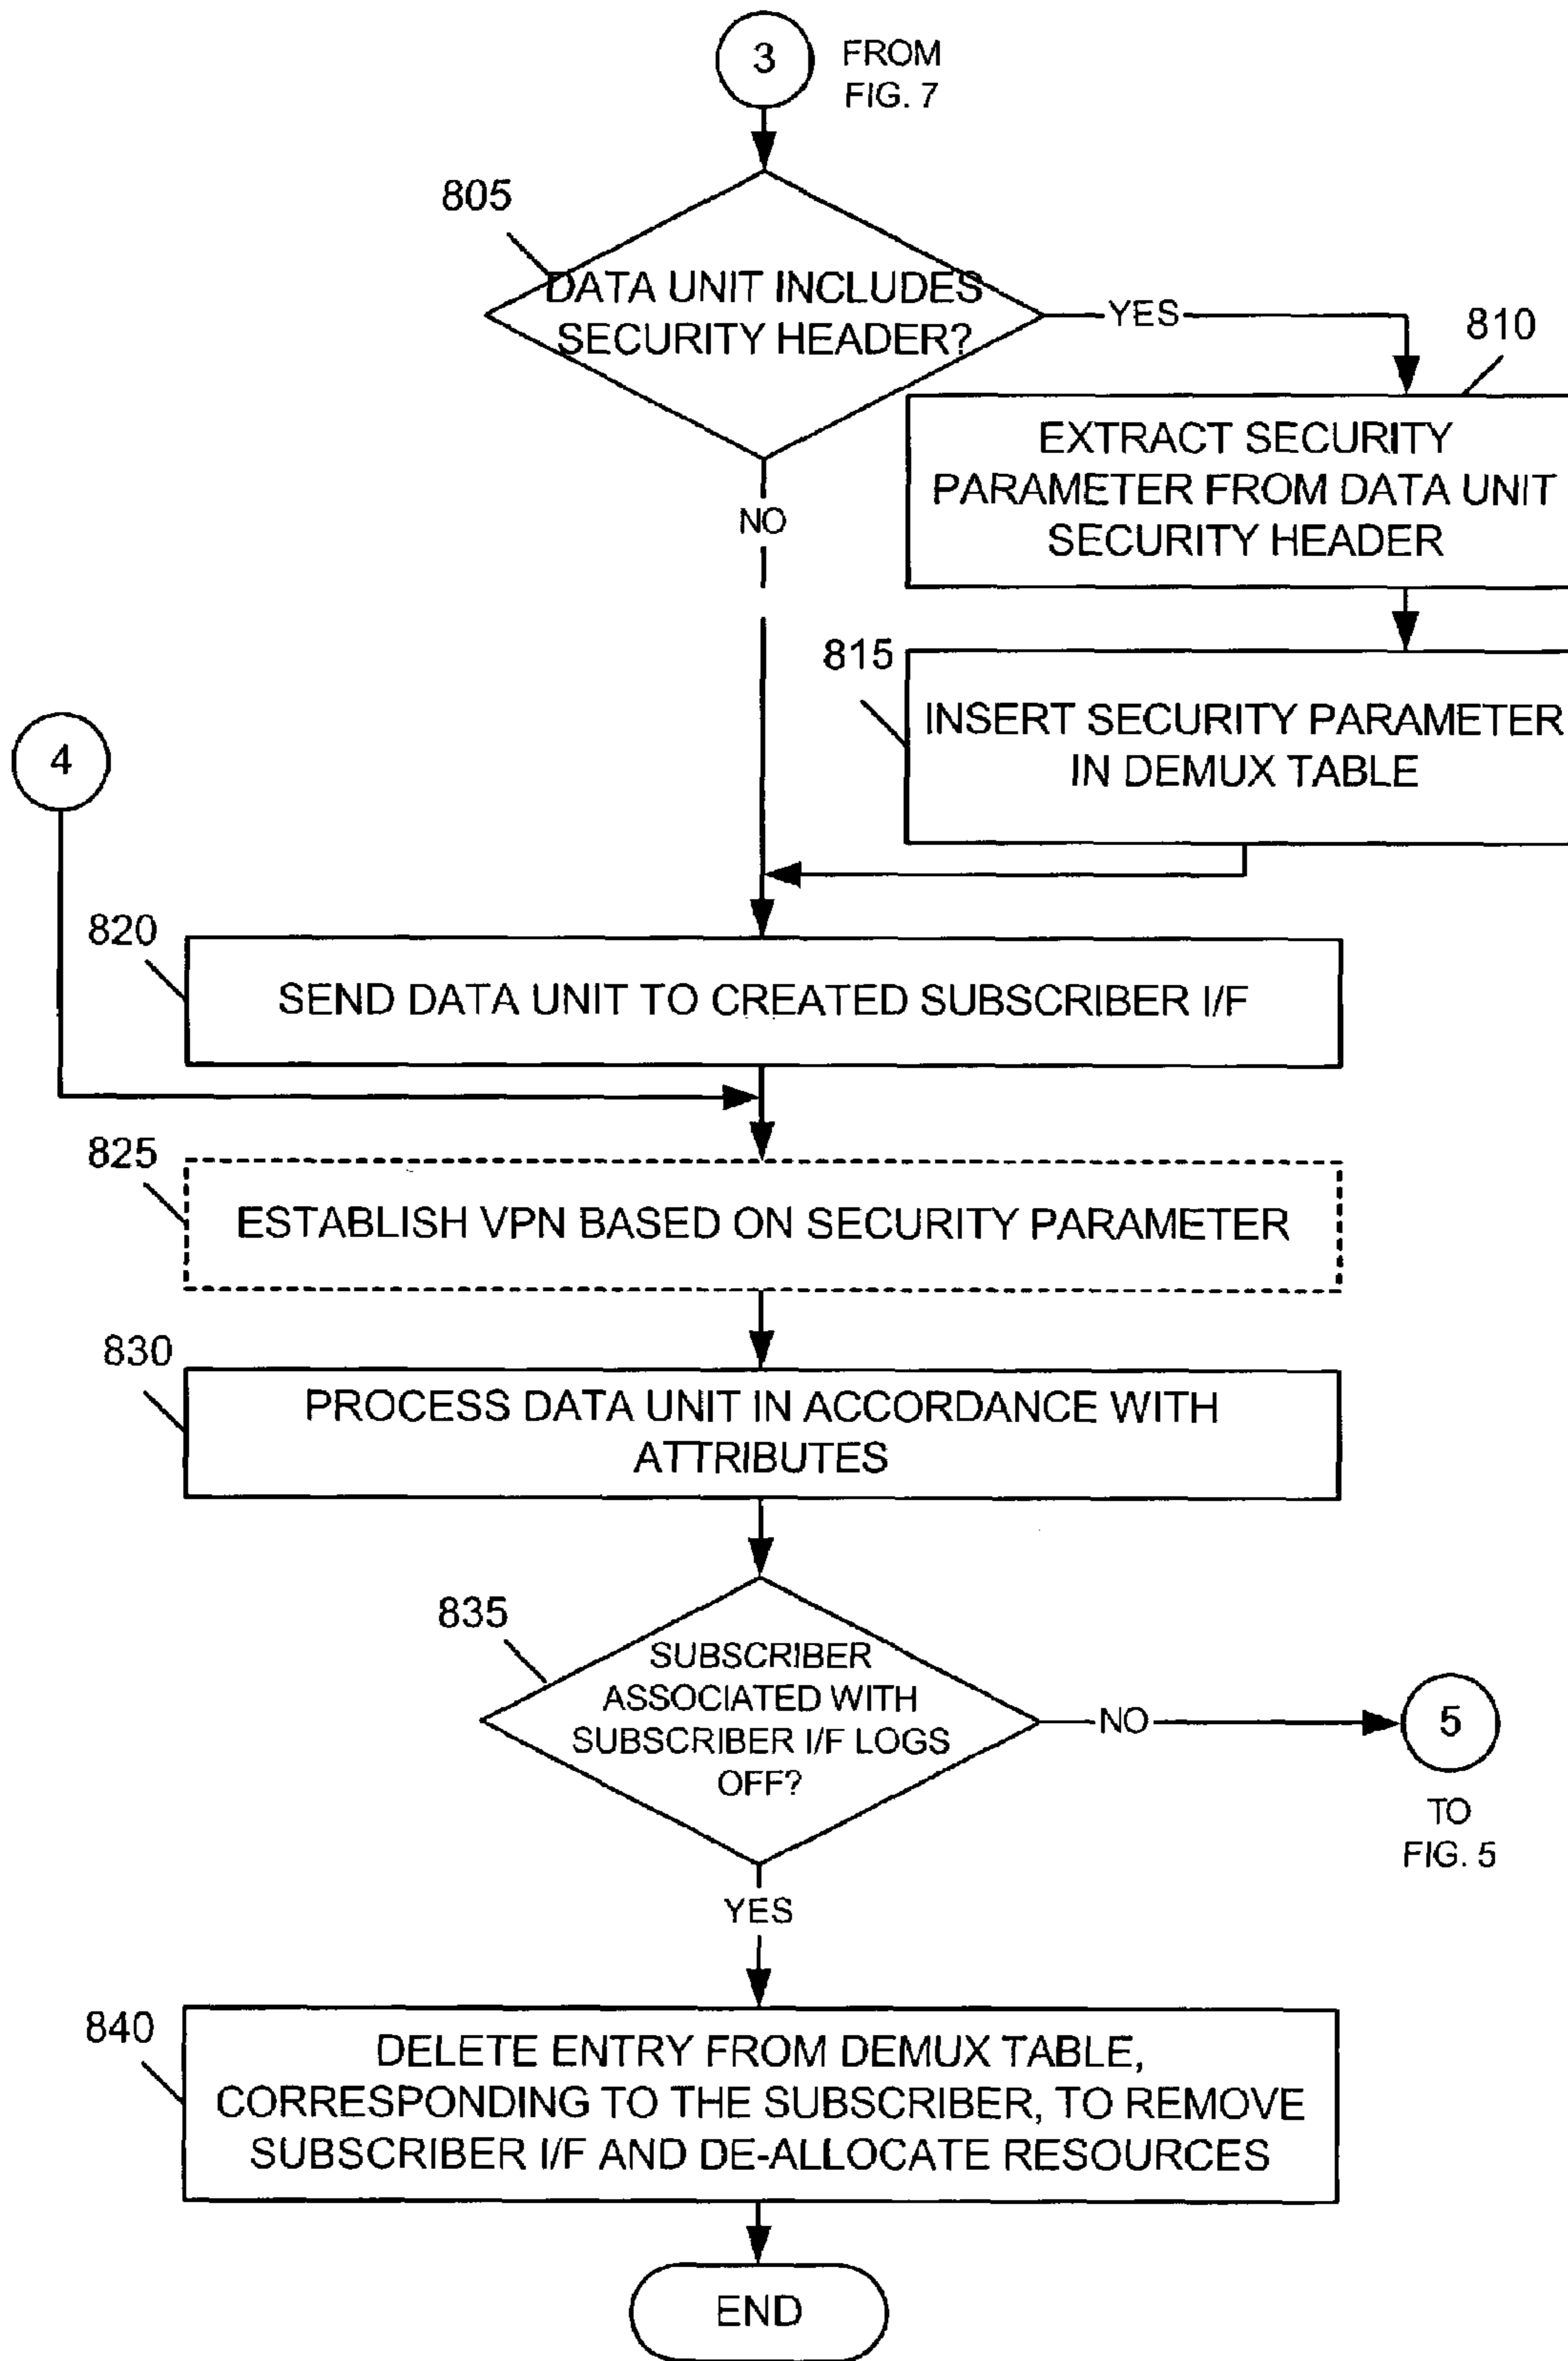 3
FROM
FIG. 7
805
DATA UNIT INCLUDES
SECURITY HEADER?
YES
810
EXTRACT SECURITY
PARAMETER FROM DATA UNIT
SECURITY HEADER
NO
815
INSERT SECURITY PARAMETER
IN DEMUX TABLE
4
820
SEND DATA UNIT TO CREATED SUBSCRIBER I/F
825
ESTABLISH VPN BASED ON SECURITY PARAMETER
830
PROCESS DATA UNIT IN ACCORDANCE WITH
ATTRIBUTES
835
SUBSCRIBER
ASSOCIATED WITH
SUBSCRIBER I/F LOGS
OFF?
NO
5
TO
FIG. 5
YES
840
DELETE ENTRY FROM DEMUX TABLE,
CORRESPONDING TO THE SUBSCRIBER, TO REMOVE
SUBSCRIBER I/F AND DE-ALLOCATE RESOURCES
END